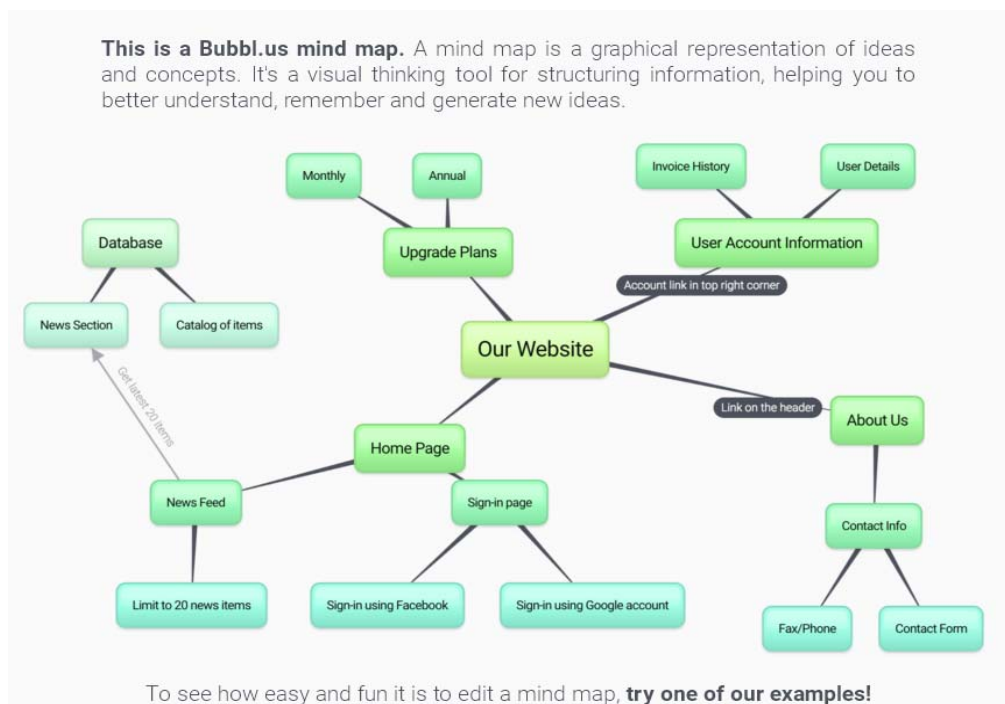 This is a Bubbl.us mind map. A mind map is a graphical representation of ideas
and concepts. It's a visual thinking tool for structuring information, helping you to
better understand, remember and generate new ideas.
Monthly
Annual
Invoice History
User Details
Database
Upgrade Plans
User Account Information
Account link in top right corner
News Section
Catalog of items
Our Website
Get latest 20 items
Link on the header
About Us
Home Page
News Feed
Sign-in page
Contact Info
Limit to 20 news items
Sign-in using Facebook
Sign-in using Google account
Fax/Phone
Contact Form
To see how easy and fun it is to edit a mind map, try one of our examples!